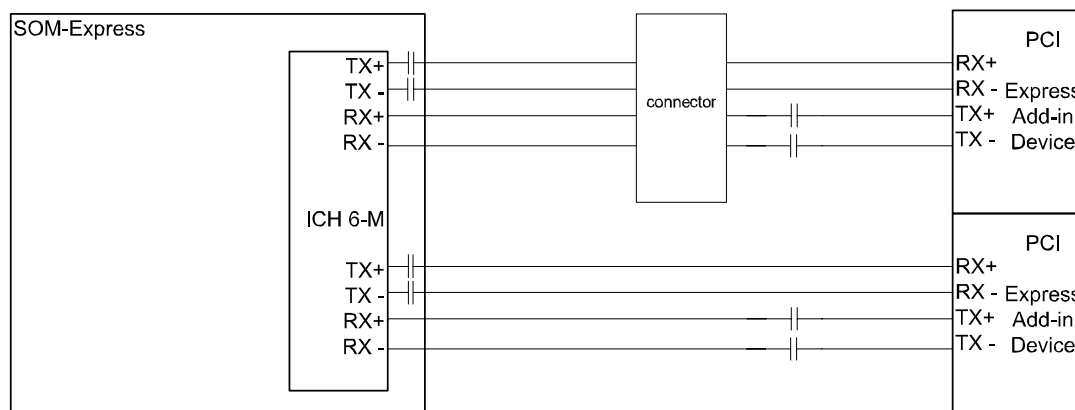 SOM-Express
TX+
TX -
RX+
RX -
ICH 6-M
TX+
TX -
RX+
RX -
connector
PCI
RX+
RX - Express
TX+ Add-in
TX - Device
PCI
RX+
RX - Express
TX+ Add-in
TX - Device